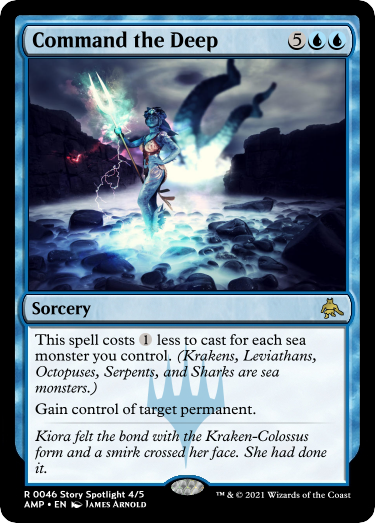 Command the Deep 5
Sorcery
This spell costs 1 less to cast for each sea
monster you control. (Krakens, Leviathans,
Octopuses, Serpents, and Sharks are sea
monsters.)
Gain control of target permanent.
Kiora felt the bond with the Kraken-Colossus
form and a smirk crossed her face. She had done
it.
R 0046 Story Spotlight 4/5
AMP • EN James Arnold
™ & © 2021 Wizards of the Coast